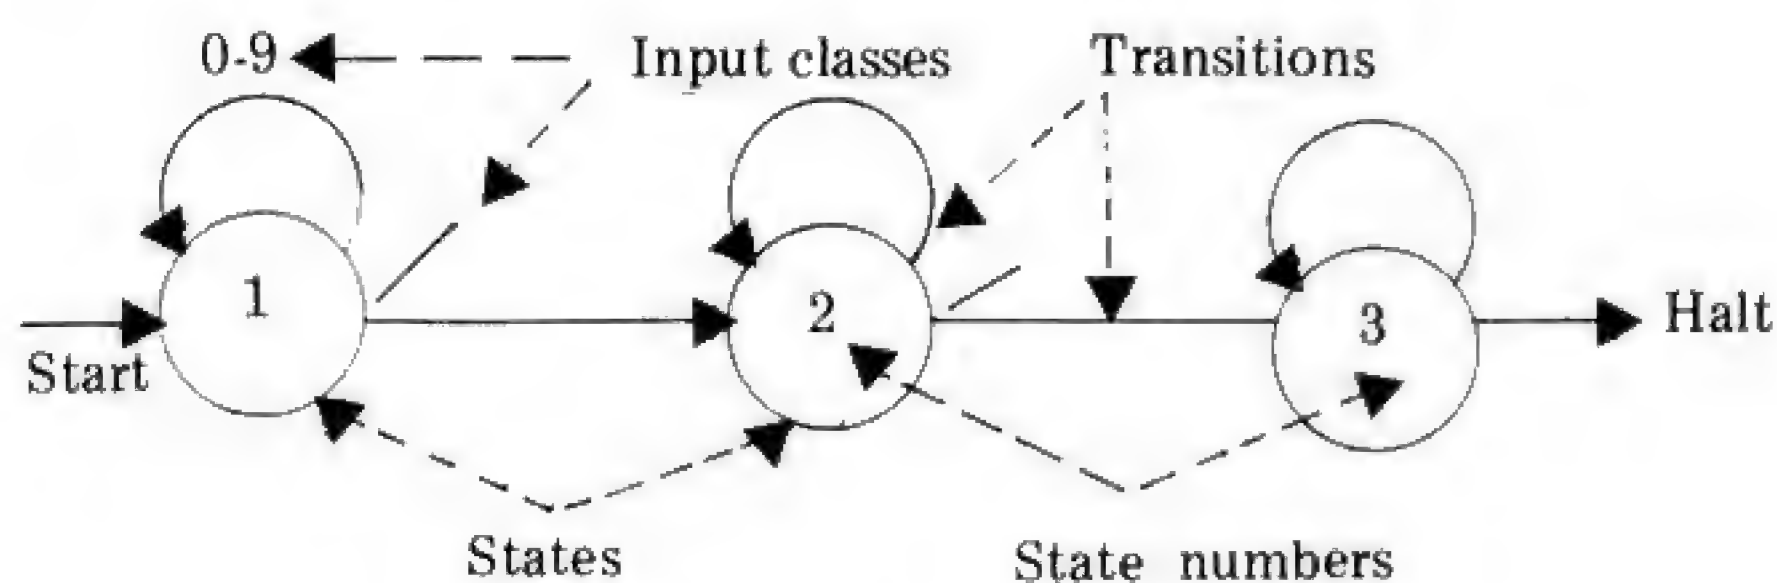 0-9
Input classes
Transitions
1
2
3
Halt
Start
States
State numbers